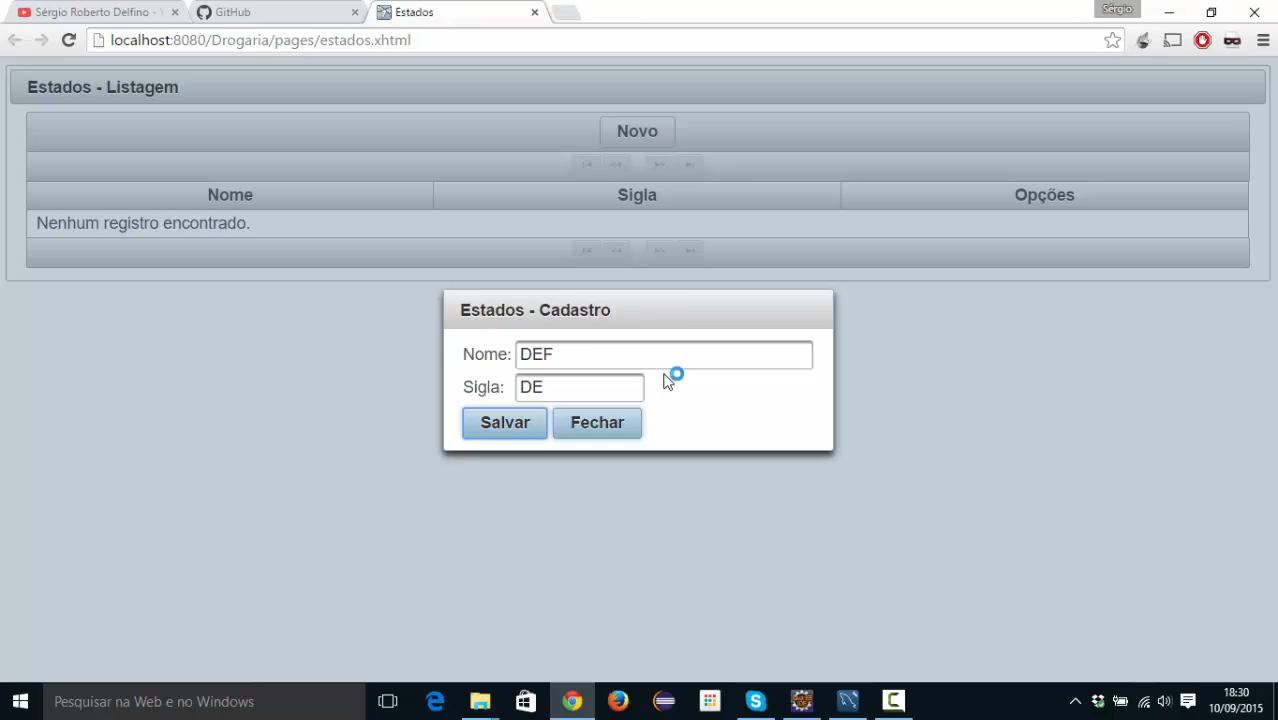 Sérgio Roberto Delfino -
GitHub
Estados
Sérgio
localhost:8080/Drogaria/pages/estados.xhtml
Estados - Listagem
Novo
Nome Sigla Opções
Nenhum registro encontrado.
Estados - Cadastro
Nome: DEF
Sigla: DE
Salvar Fechar
Pesquisar na Web e no Windows
18:30
10/09/2015